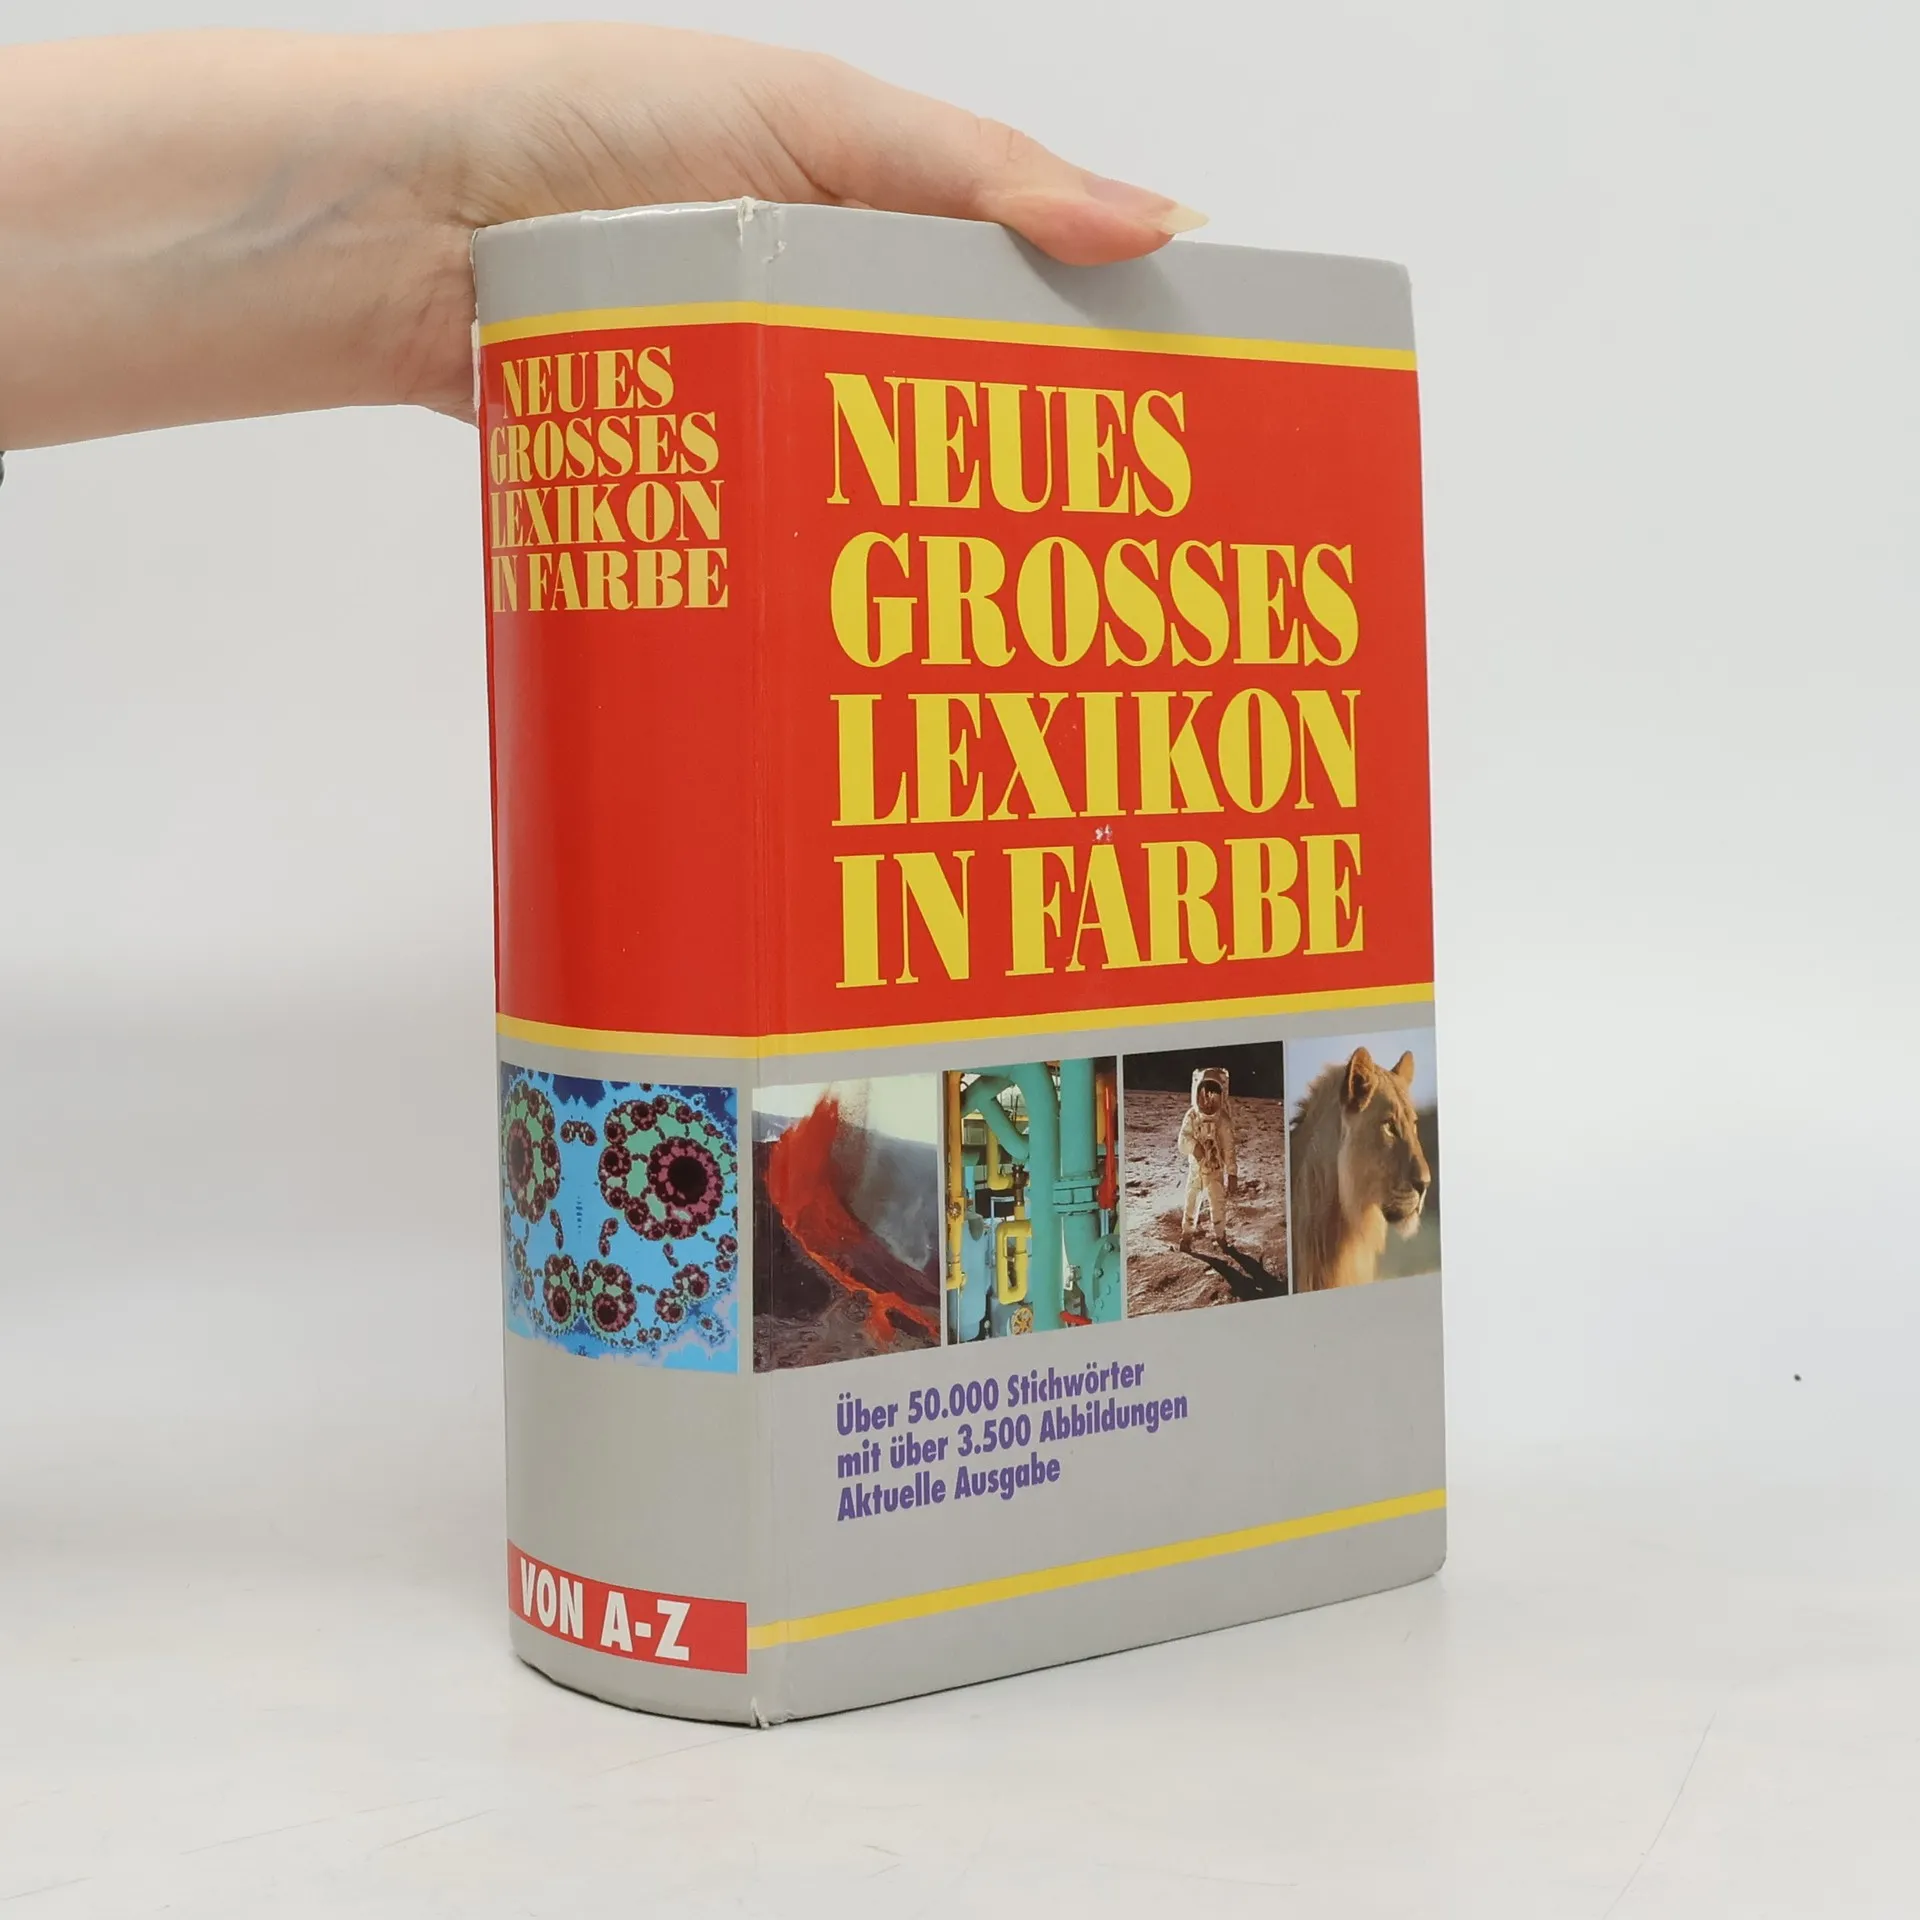 NEUES
GROSSES
LEXIKON
IN FARBE
VON A-Z
NEUES
GROSSES
LEXIKON
IN FARBE
Über 50.000 Stichwörter
mit über 3.500 Abbildungen
Aktuelle Ausgabe